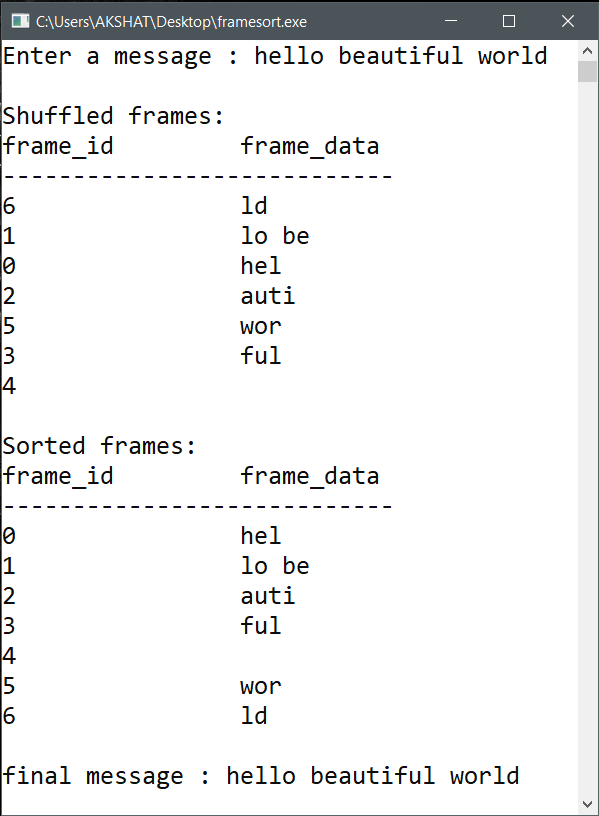 C:\Users\AKSHAT\Desktop\framesort.exe
Enter a message : hello beautiful world
Shuffled frames:
frame_id frame_data
----------------------------
6 ld
1 lo be
0 hel
2 auti
5 wor
3 ful
4
Sorted frames:
frame_id frame_data
----------------------------
0 hel
1 lo be
2 auti
3 ful
4
5 wor
6 ld
final message : hello beautiful world